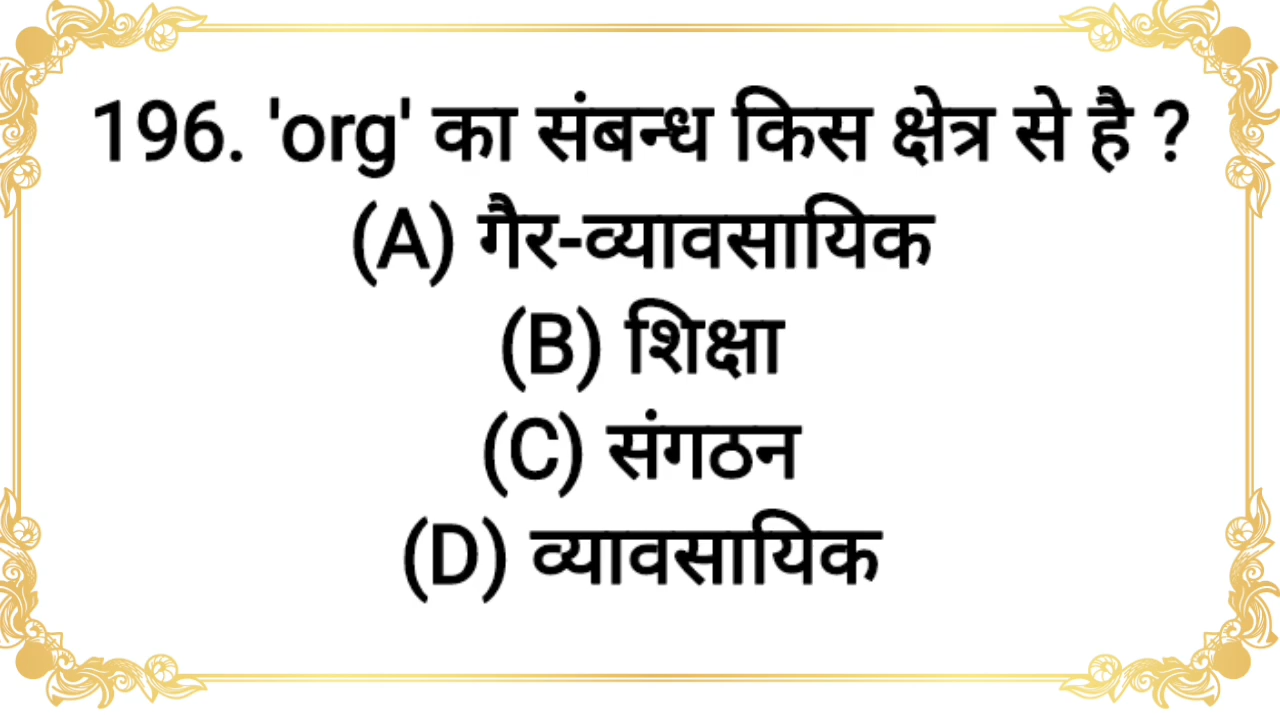 196. 'org' का संबन्ध किस क्षेत्र से है ?
(A) गैर-व्यावसायिक
(B) शिक्षा
(C) संगठन
(D) व्यावसायिक